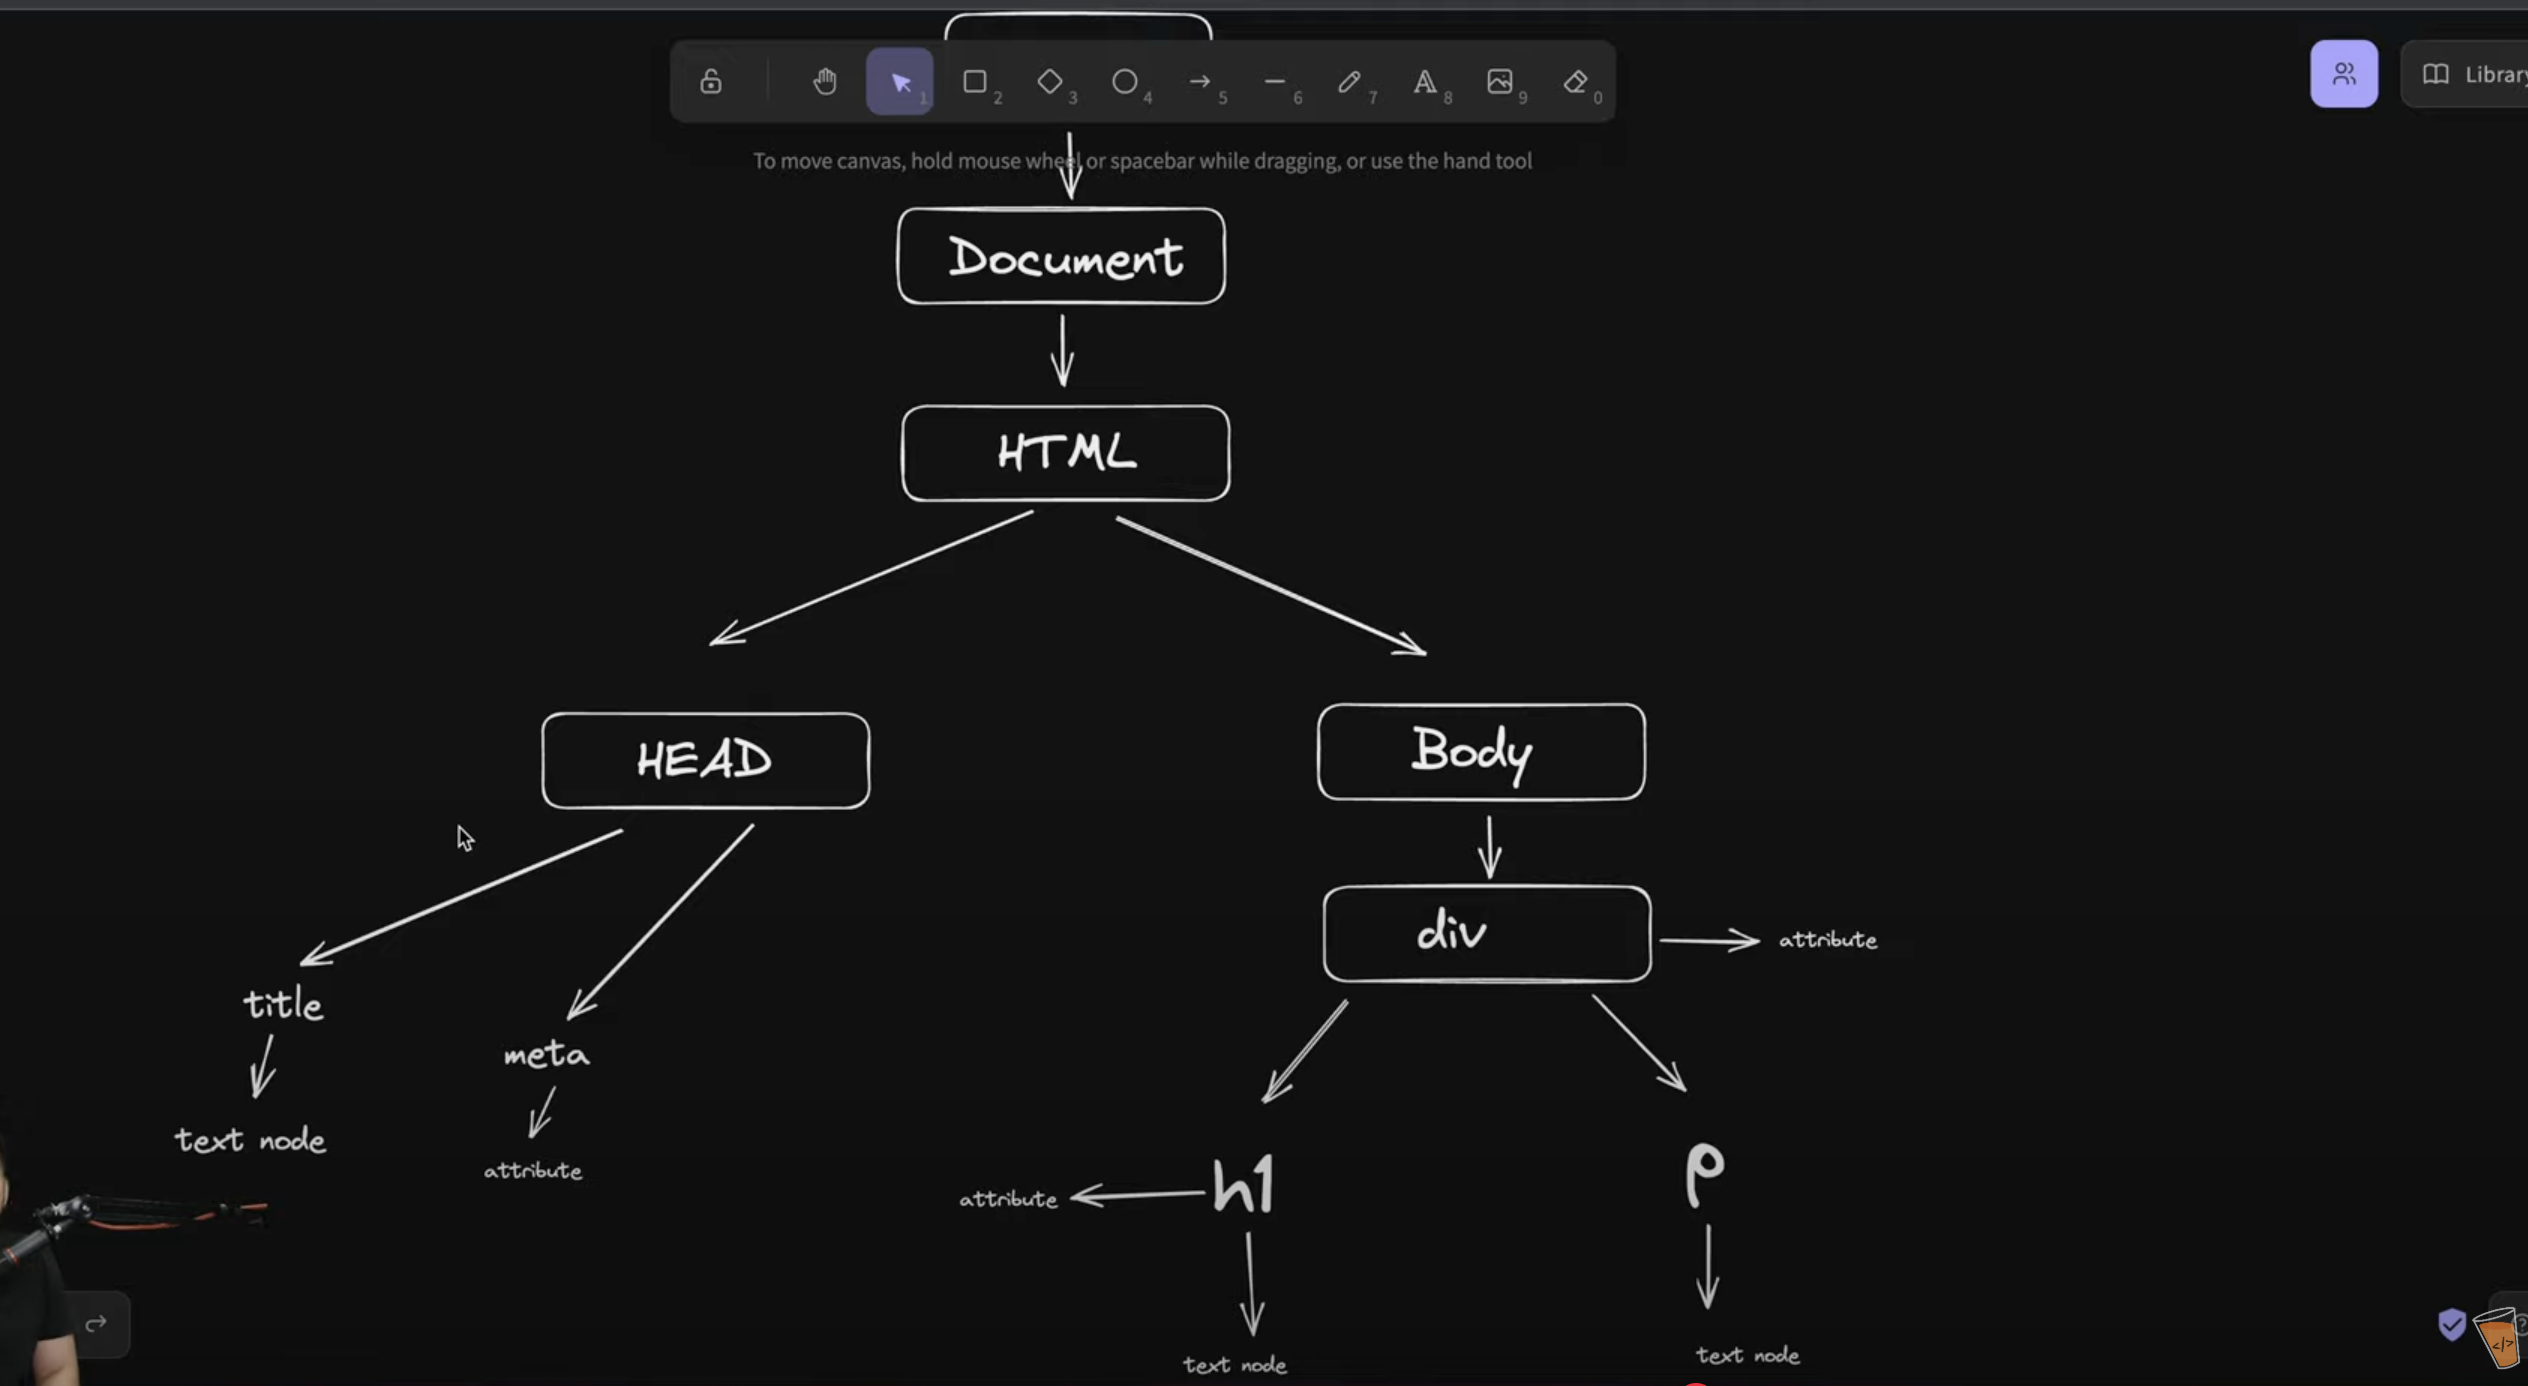 1 2 3 4 5 6 7 8 9 0
Library
To move canvas, hold mouse wheel or spacebar while dragging, or use the hand tool
Document
HTML
HEAD
Body
div
attribute
title
meta
text node
attribute
attribute
h1
p
text node
text node